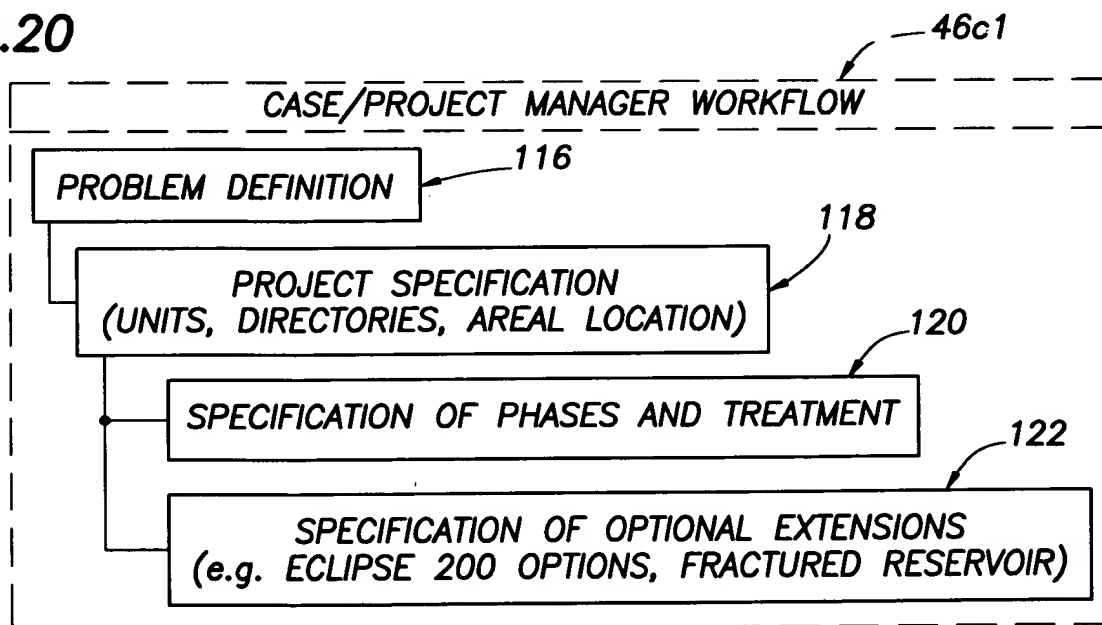 .20
46c1
CASE/PROJECT MANAGER WORKFLOW
PROBLEM DEFINITION
116
118
PROJECT SPECIFICATION
(UNITS, DIRECTORIES, AREAL LOCATION)
120
SPECIFICATION OF PHASES AND TREATMENT
122
SPECIFICATION OF OPTIONAL EXTENSIONS
(e.g. ECLIPSE 200 OPTIONS, FRACTURED RESERVOIR)